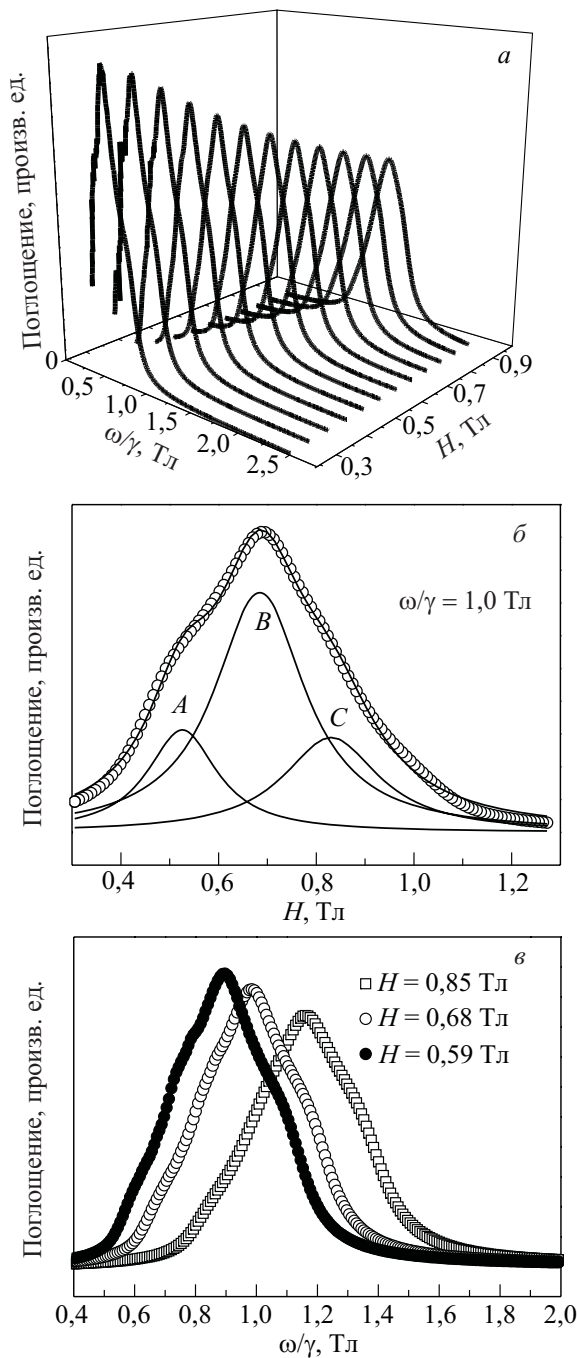 а
Поглощение, произв. ед.
0
0,5
1,0
1,5
2,0
2,5
ω/γ, Тл
0,3
0,5
0,7
0,9
H, Тл
б
ω/γ = 1,0 Тл
A
B
C
Поглощение, произв. ед.
0,4 0,6 0,8 1,0 1,2
H, Тл
в
H = 0,85 Тл
H = 0,68 Тл
H = 0,59 Тл
Поглощение, произв. ед.
0,4 0,6 0,8 1,0 1,2 1,4 1,6 1,8 2,0
ω/γ, Тл